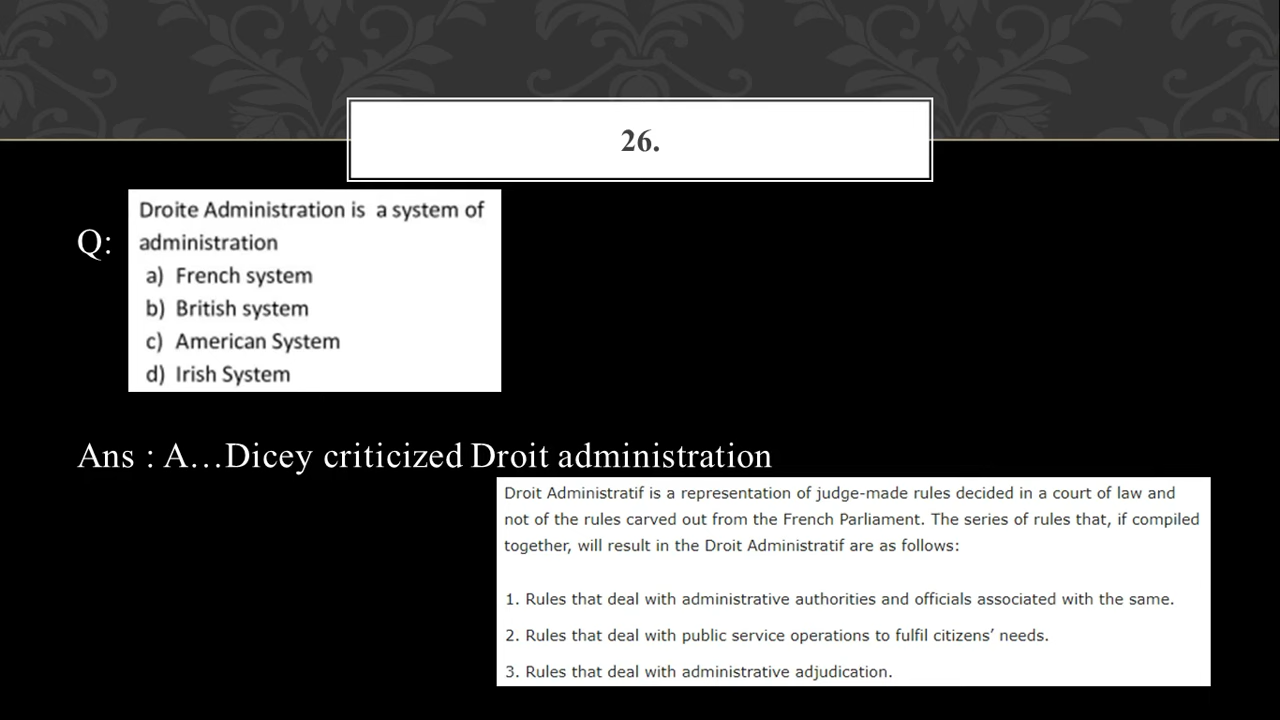 26.
Q:
Droite Administration is a system of
administration
a) French system
b) British system
c) American System
d) Irish System
Ans : A...Dicey criticized Droit administration
Droit Administratif is a representation of judge-made rules decided in a court of law and
not of the rules carved out from the French Parliament. The series of rules that, if compiled
together, will result in the Droit Administratif are as follows:
1. Rules that deal with administrative authorities and officials associated with the same.
2. Rules that deal with public service operations to fulfil citizens’ needs.
3. Rules that deal with administrative adjudication.